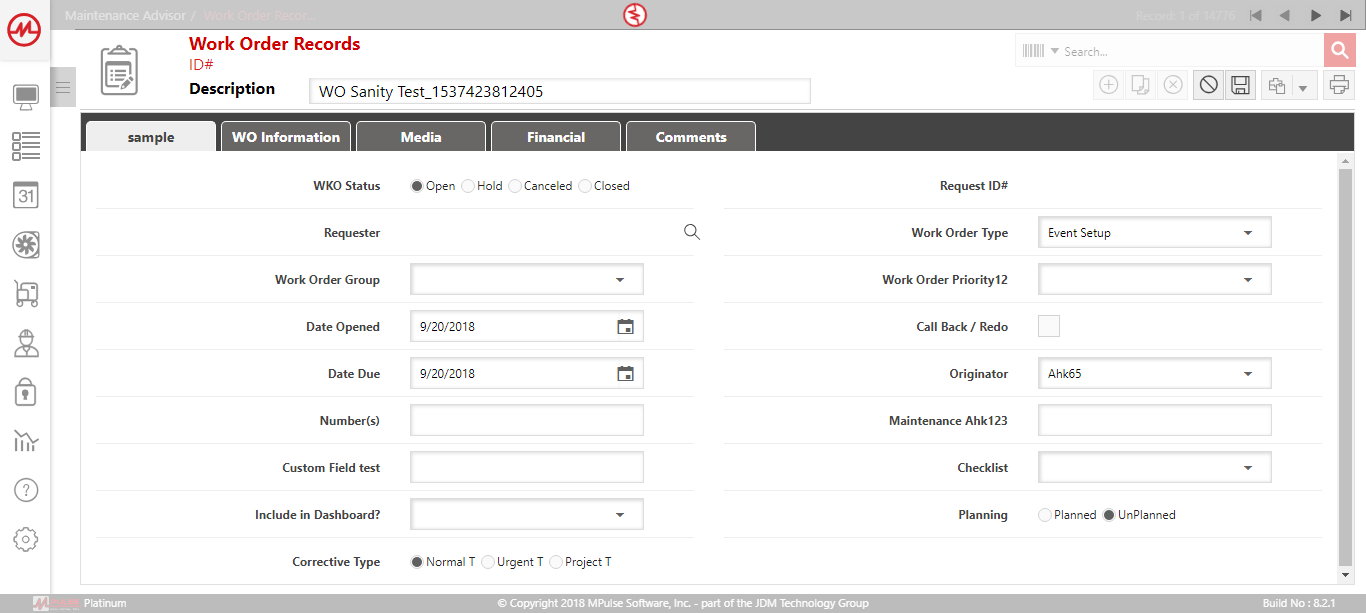 Maintenance Advisor / Work Order Recor...
Record: 1 of 14776
Work Order Records
ID#
Description WO Sanity Test_1537423812405
Search...
sample WO Information Media Financial Comments
WKO Status Open Hold Canceled Closed
Request ID#
Requester
Work Order Type Event Setup
Work Order Group
Work Order Priority12
Date Opened 9/20/2018
Call Back / Redo
Date Due 9/20/2018
Originator Ahk65
Number(s)
Maintenance Ahk123
Custom Field test
Checklist
Include in Dashboard?
Planning Planned UnPlanned
Corrective Type Normal T Urgent T Project T
31
?
Platinum
© Copyright 2018 MPulse Software, Inc. - part of the JDM Technology Group
Build No : 8.2.1